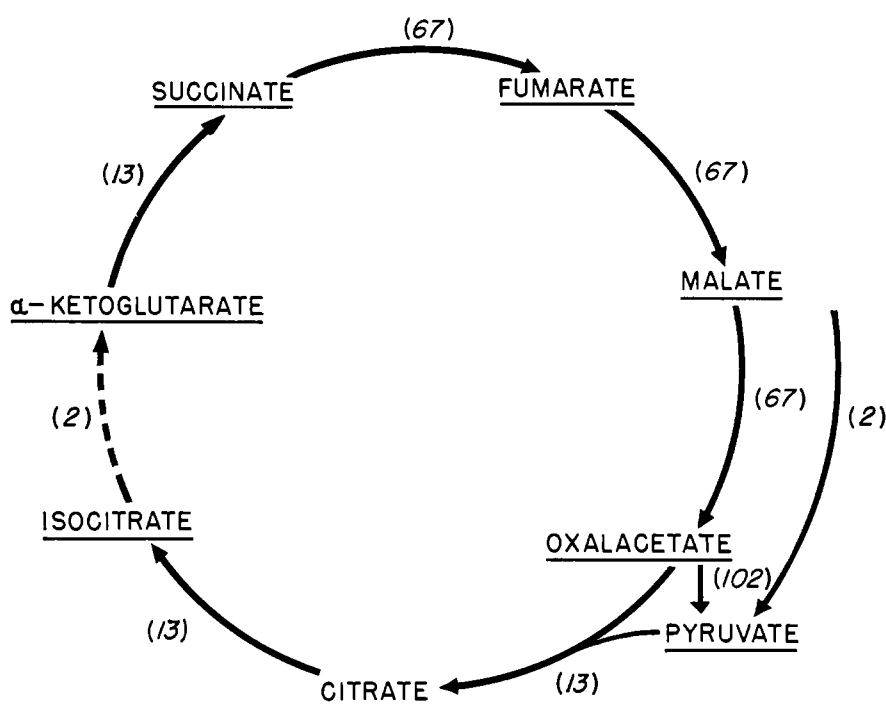 (67)
SUCCINATE
FUMARATE
(13)
(67)
MALATE
α-KETOGLUTARATE
(2)
(67)
(2)
ISOCITRATE
OXALACETATE
(102)
(13)
PYRUVATE
CITRATE
(13)